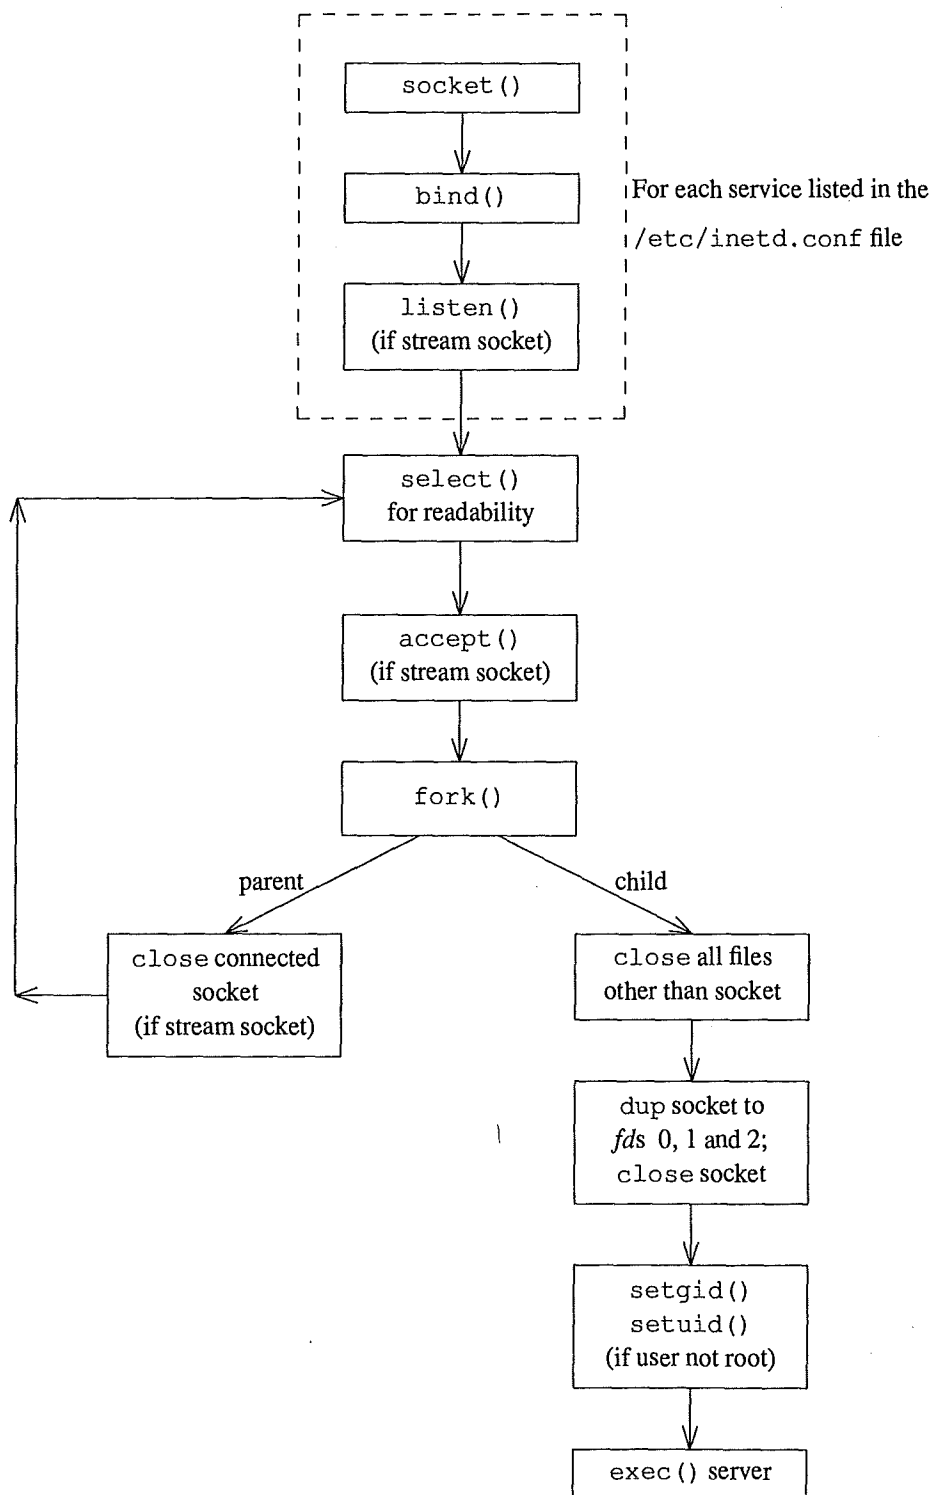 socket()
bind()
For each service listed in the
/etc/inetd.conf file
listen()
(if stream socket)
select()
for readability
accept()
(if stream socket)
fork()
parent
child
close connected
socket
(if stream socket)
close all files
other than socket
dup socket to
fds 0, 1 and 2;
close socket
setgid()
setuid()
(if user not root)
exec() server